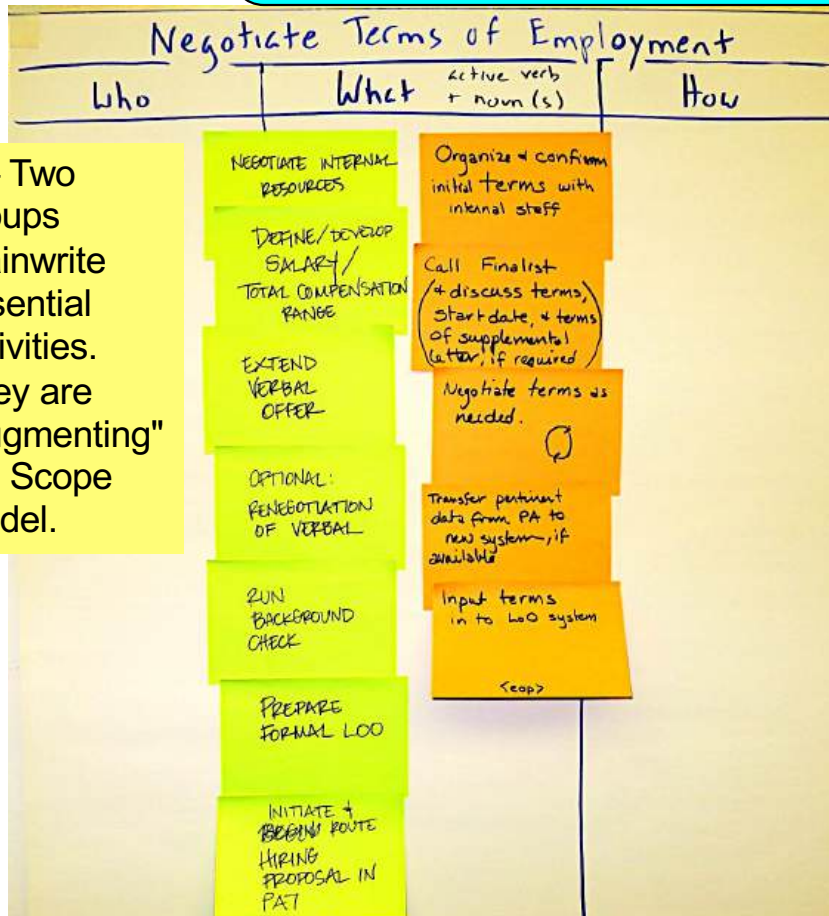 Negotiate Terms of Employment
Who
What
active verb
+ noun (s)
How
Two
oups
ainwrite
sential
ivities.
ey are
ugmenting"
Scope
del.
NEGOTIATE INTERNAL
RESOURCES
DEFINE/DEVELOP
SALARY/
TOTAL COMPENSATION
RANGE
EXTEND
VERBAL
OFFER
OPTIONAL:
RENEGOTIATION
OF VERBAL
RUN
BACKGROUND
CHECK
PREPARE
FORMAL LOO
INITIATE +
ROUTE
HIRING
PROPOSAL IN
PA7
Organize + confirm
initial terms with
internal staff
Call Finalist
(+ discuss terms,
start date, + terms
of supplemental
letter, if required)
Negotiate terms as
needed.
Transfer pertinent
data from PA to
new system, if
available
Input terms
in to LoO system
<eop>